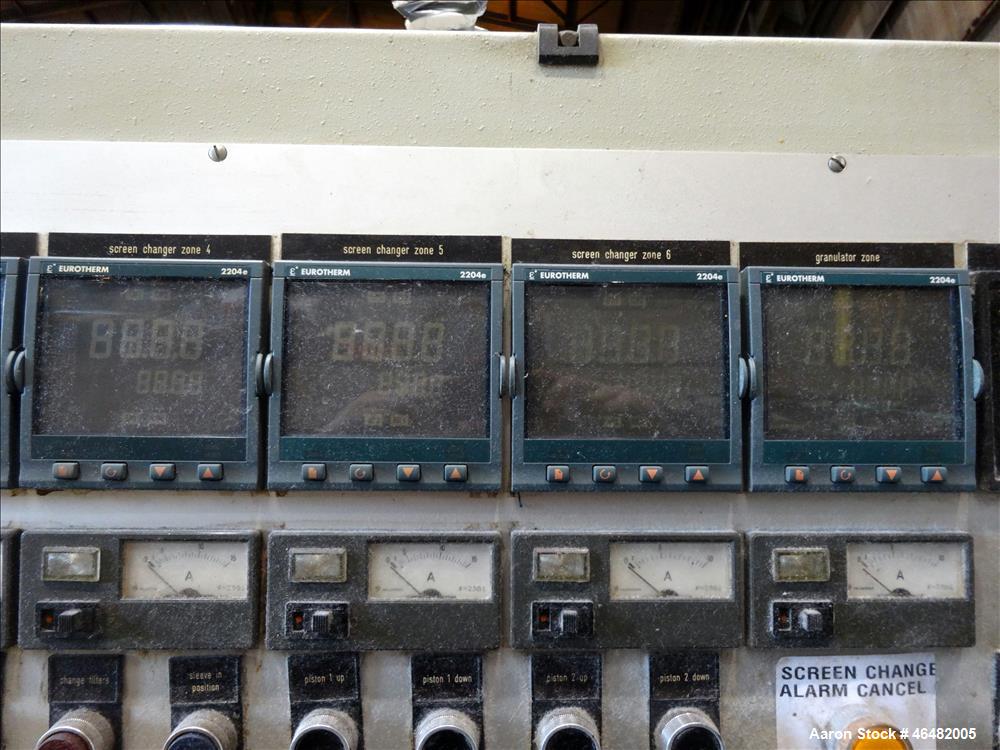 screen changer zone 4
screen changer zone 5
screen changer zone 6
granulator zone
EUROTHERM 2204e
EUROTHERM 2204e
EUROTHERM 2204e
EUROTHERM 2204e
A
A
A
A
change filters
sleeve in
position
piston 1 up
piston 1 down
piston 2 up
piston 2 down
SCREEN CHANGE
ALARM CANCEL
Aaron Stock # 46482005